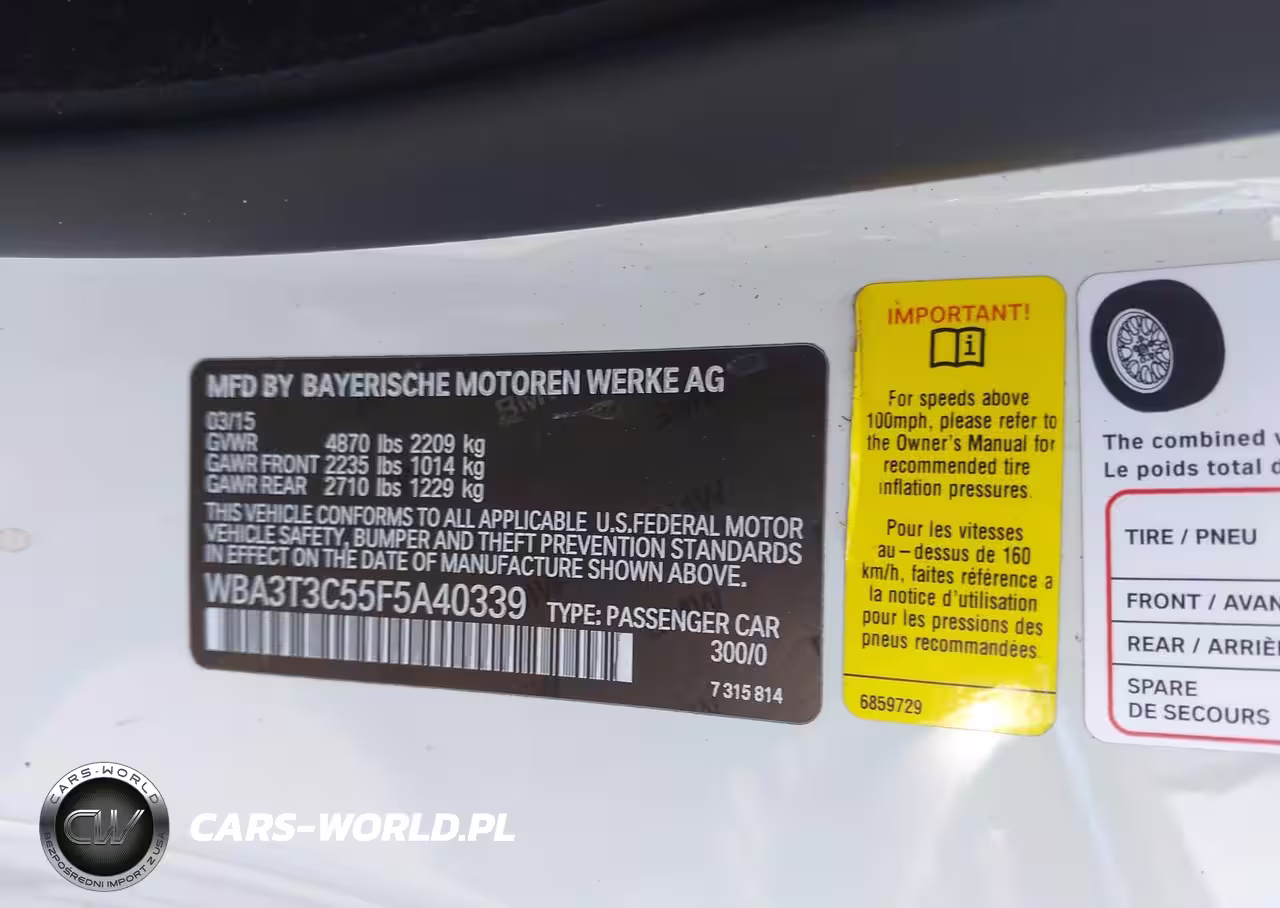 MFD BY BAYERISCHE MOTOREN WERKE AG
03/15
GVWR 4870 lbs 2209 kg
GAWR FRONT 2235 lbs 1014 kg
GAWR REAR 2710 lbs 1229 kg
THIS VEHICLE CONFORMS TO ALL APPLICABLE U.S.FEDERAL MOTOR
VEHICLE SAFETY, BUMPER AND THEFT PREVENTION STANDARDS
IN EFFECT ON THE DATE OF MANUFACTURE SHOWN ABOVE.
WBA3T3C55F5A40339 TYPE: PASSENGER CAR
300/0
7 315 814
IMPORTANT!
i
For speeds above
100mph, please refer to
the Owner's Manual for
recommended tire
inflation pressures.
Pour les vitesses
au-dessus de 160
km/h, faites référence a
la notice d'utilisation
pour les pressions des
pneus recommandées.
6859729
The combined
Le poids total
TIRE / PNEU
FRONT / AVAN
REAR / ARRIÈ
SPARE
DE SECOURS
CARS-WORLD
CW
BEZPOŚREDNI IMPORT Z USA
CARS-WORLD.PL